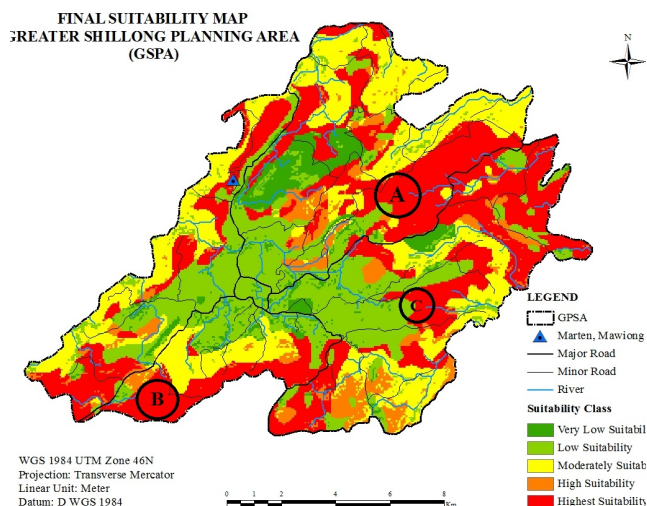 FINAL SUITABILITY MAP
GREATER SHILLONG PLANNING AREA
(GSPA)
N
A
B
C
LEGEND
GPSA
Marten, Mawiong
Major Road
Minor Road
River
Suitability Class
Very Low Suitabil
Low Suitability
Moderately Suitab
High Suitability
Highest Suitability
WGS 1984 UTM Zone 46N
Projection: Transverse Mercator
Linear Unit: Meter
Datum: D WGS 1984
0 1 2 4 6 8
Km